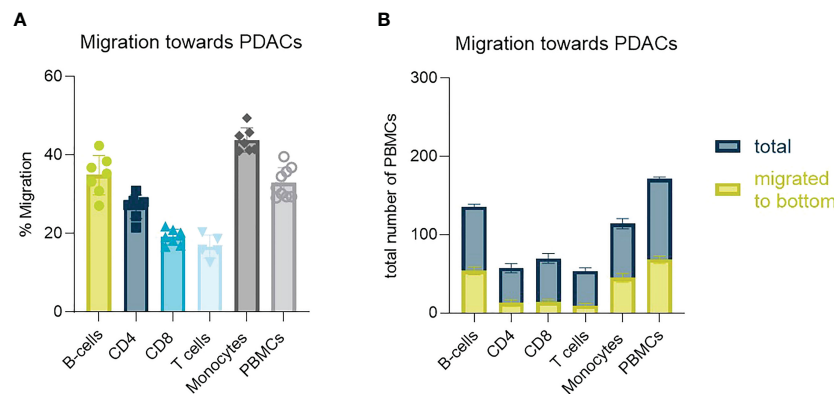 A
Migration towards PDACs
% Migration
60
40
20
0
B-cells
CD4
CD8
T cells
Monocytes
PBMCs
B
Migration towards PDACs
total number of PBMCs
300
200
100
0
B-cells
CD4
CD8
T cells
Monocytes
PBMCs
total
migrated
to bottom